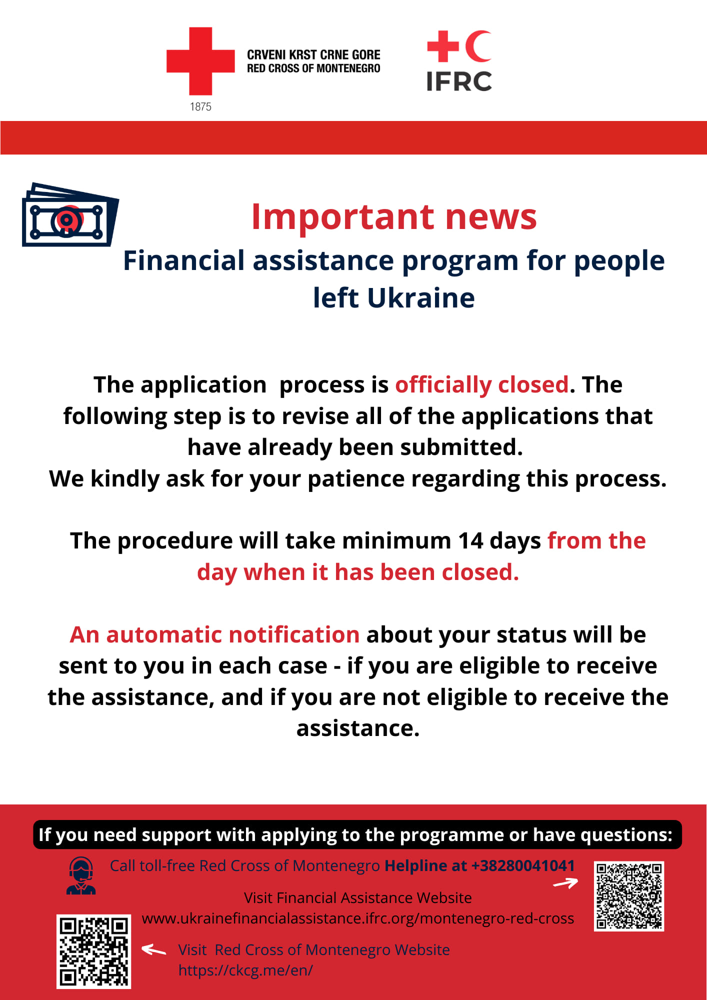 CRVENI KRST CRNE GORE
RED CROSS OF MONTENEGRO
1875
IFRC
Important news
Financial assistance program for people
left Ukraine
The application  process is officially closed. The
following step is to revise all of the applications that
have already been submitted.
We kindly ask for your patience regarding this process.
The procedure will take minimum 14 days from the
day when it has been closed.
An automatic notification about your status will be
sent to you in each case - if you are eligible to receive
the assistance, and if you are not eligible to receive the
assistance.
If you need support with applying to the programme or have questions:
Call toll-free Red Cross of Montenegro Helpline at +38280041041
Visit Financial Assistance Website
www.ukrainefinancialassistance.ifrc.org/montenegro-red-cross
Visit  Red Cross of Montenegro Website
https://ckcg.me/en/